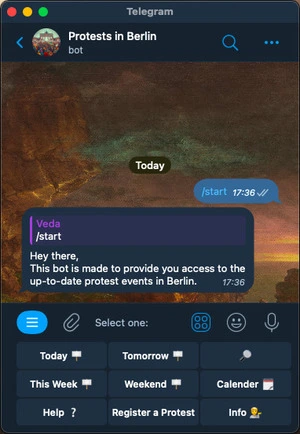 Telegram
Protests in Berlin
bot
Today
/start 17:36
Veda
/start
Hey there,
This bot is made to provide you access to the
up-to-date protest events in Berlin. 17:36
Select one:
Today 🪧 Tomorrow 🪧 🔎
This Week 🪧 Weekend 🪧 Calender 🗓️
Help ❔ Register a Protest Info 💁‍♂️